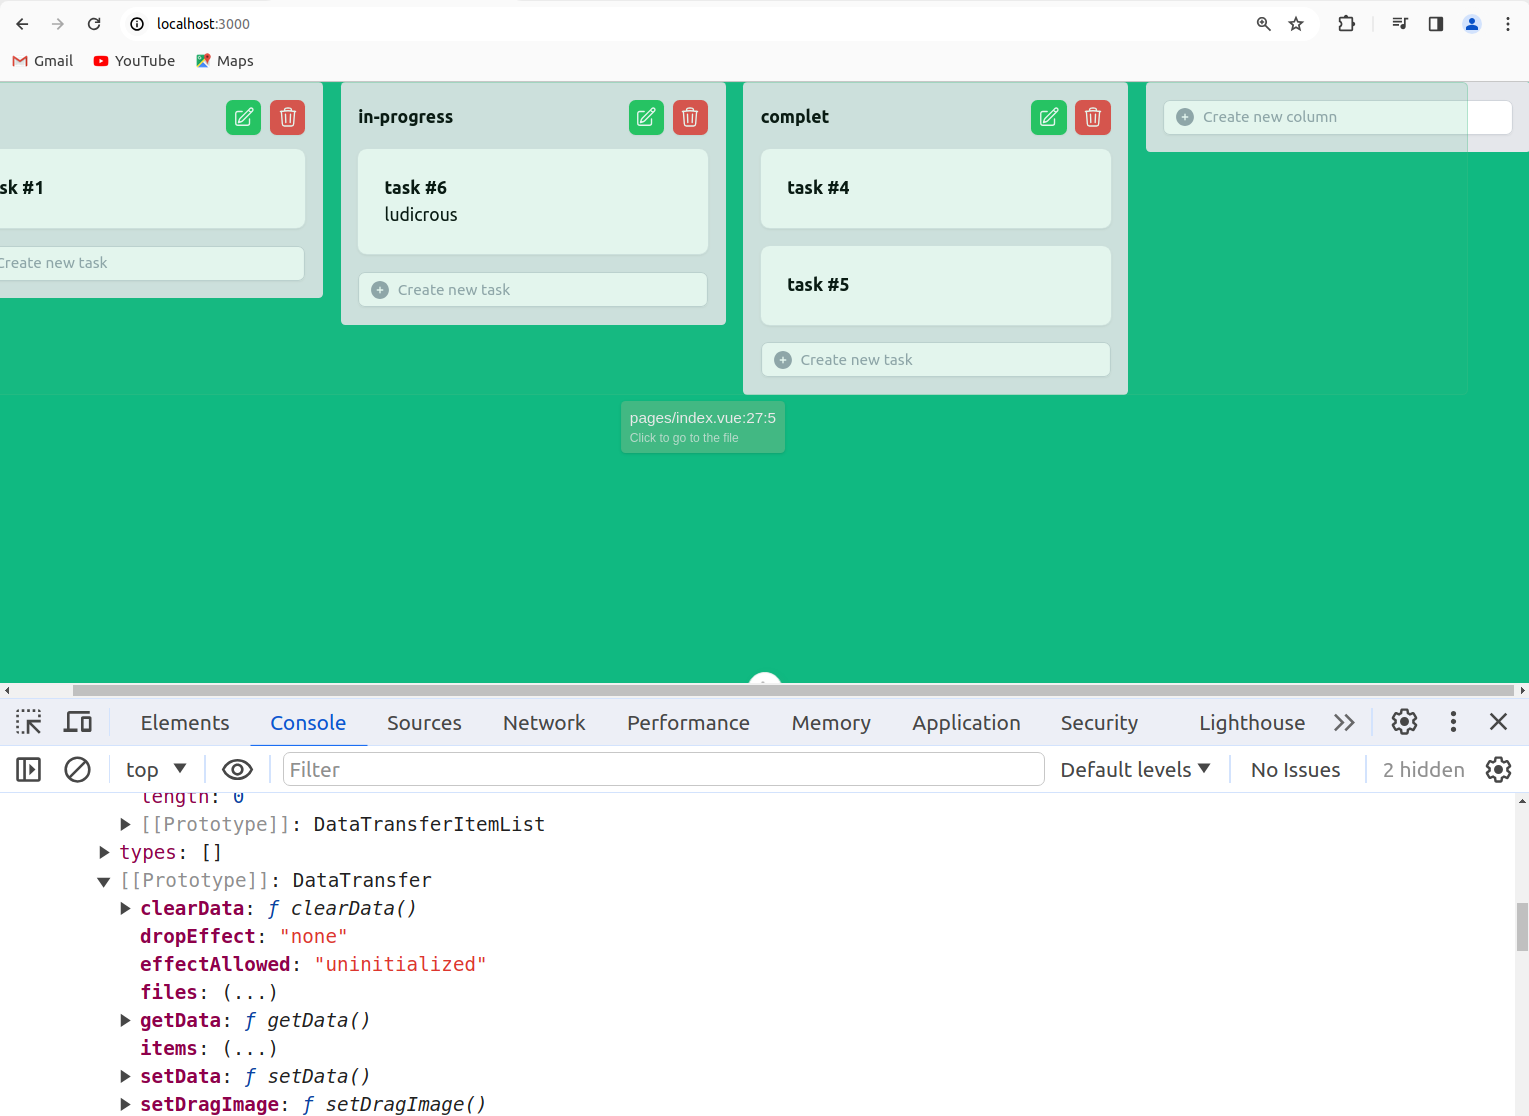 localhost:3000
Gmail YouTube Maps
in-progress
complet
Create new column
sk #1
task #6
ludicrous
task #4
Create new task
Create new task
task #5
Create new task
pages/index.vue:27:5
Click to go to the file
Elements Console Sources Network Performance Memory Application Security Lighthouse
top Filter Default levels No Issues 2 hidden
length: 0
[[Prototype]]: DataTransferItemList
types: []
[[Prototype]]: DataTransfer
clearData: ƒ clearData()
dropEffect: "none"
effectAllowed: "uninitialized"
files: (...)
getData: ƒ getData()
items: (...)
setData: ƒ setData()
setDragImage: ƒ setDragImage()